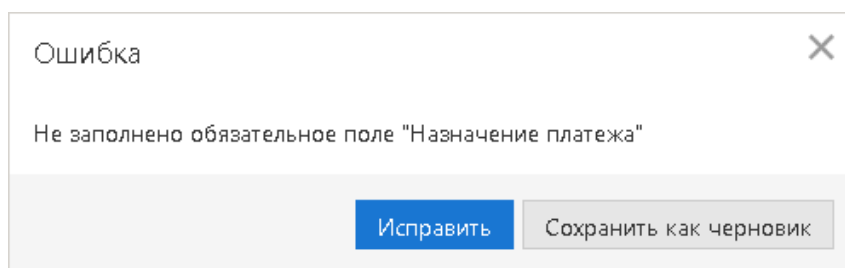 Ошибка
Не заполнено обязательное поле "Назначение платежа"
Исправить Сохранить как черновик